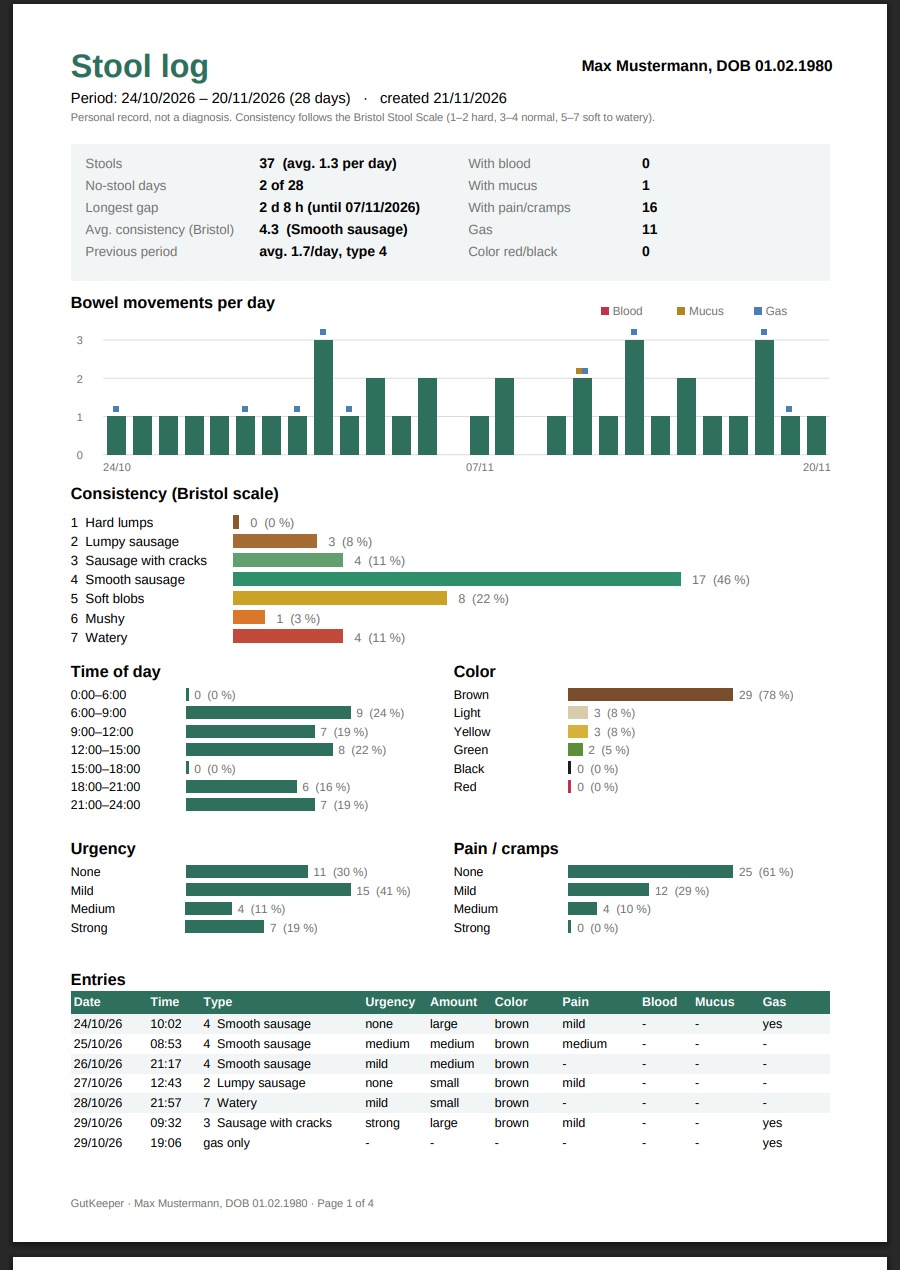 Stool log
Max Mustermann, DOB 01.02.1980
Period: 24/10/2026 – 20/11/2026 (28 days) · created 21/11/2026
Personal record, not a diagnosis. Consistency follows the Bristol Stool Scale (1–2 hard, 3–4 normal, 5–7 soft to watery).
Stools 37 (avg. 1.3 per day) With blood 0
No-stool days 2 of 28 With mucus 1
Longest gap 2 d 8 h (until 07/11/2026) With pain/cramps 16
Avg. consistency (Bristol) 4.3 (Smooth sausage) Gas 11
Previous period avg. 1.7/day, type 4 Color red/black 0
Bowel movements per day
Blood Mucus Gas
3
2
1
0
24/10 07/11 20/11
Consistency (Bristol scale)
1 Hard lumps 0 (0 %)
2 Lumpy sausage 3 (8 %)
3 Sausage with cracks 4 (11 %)
4 Smooth sausage 17 (46 %)
5 Soft blobs 8 (22 %)
6 Mushy 1 (3 %)
7 Watery 4 (11 %)
Time of day
0:00–6:00 0 (0 %)
6:00–9:00 9 (24 %)
9:00–12:00 7 (19 %)
12:00–15:00 8 (22 %)
15:00–18:00 0 (0 %)
18:00–21:00 6 (16 %)
21:00–24:00 7 (19 %)
Color
Brown 29 (78 %)
Light 3 (8 %)
Yellow 3 (8 %)
Green 2 (5 %)
Black 0 (0 %)
Red 0 (0 %)
Urgency
None 11 (30 %)
Mild 15 (41 %)
Medium 4 (11 %)
Strong 7 (19 %)
Pain / cramps
None 25 (61 %)
Mild 12 (29 %)
Medium 4 (10 %)
Strong 0 (0 %)
Entries
Date Time Type Urgency Amount Color Pain Blood Mucus Gas
24/10/26 10:02 4 Smooth sausage none large brown mild - - yes
25/10/26 08:53 4 Smooth sausage medium medium brown medium - - -
26/10/26 21:17 4 Smooth sausage mild medium brown - - - -
27/10/26 12:43 2 Lumpy sausage none small brown mild - - -
28/10/26 21:57 7 Watery mild small brown - - - -
29/10/26 09:32 3 Sausage with cracks strong large brown mild - - yes
29/10/26 19:06 gas only - - - - - - yes
GutKeeper · Max Mustermann, DOB 01.02.1980 · Page 1 of 4